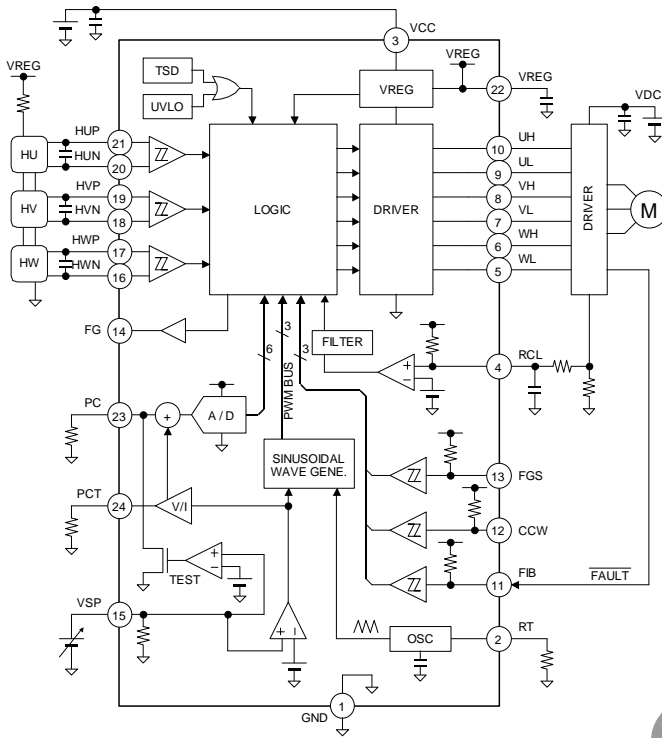 VCC
3
VREG
TSD
UVLO
VREG
22
VREG
VDC
HUP
21
HU
HUN
20
HVP
19
HV
HVN
18
HWP
17
HW
HWN
16
LOGIC
DRIVER
10
UH
9
UL
8
VH
7
VL
6
WH
5
WL
DRIVER
M
FG
14
6
3
3
PWM BUS
FILTER
+
−
4
RCL
PC
23
+
A / D
SINUSOIDAL
WAVE GENE.
13
FGS
PCT
24
V/I
12
CCW
TEST
+
−
11
FIB
FAULT
VSP
15
+
−
OSC
2
RT
1
GND